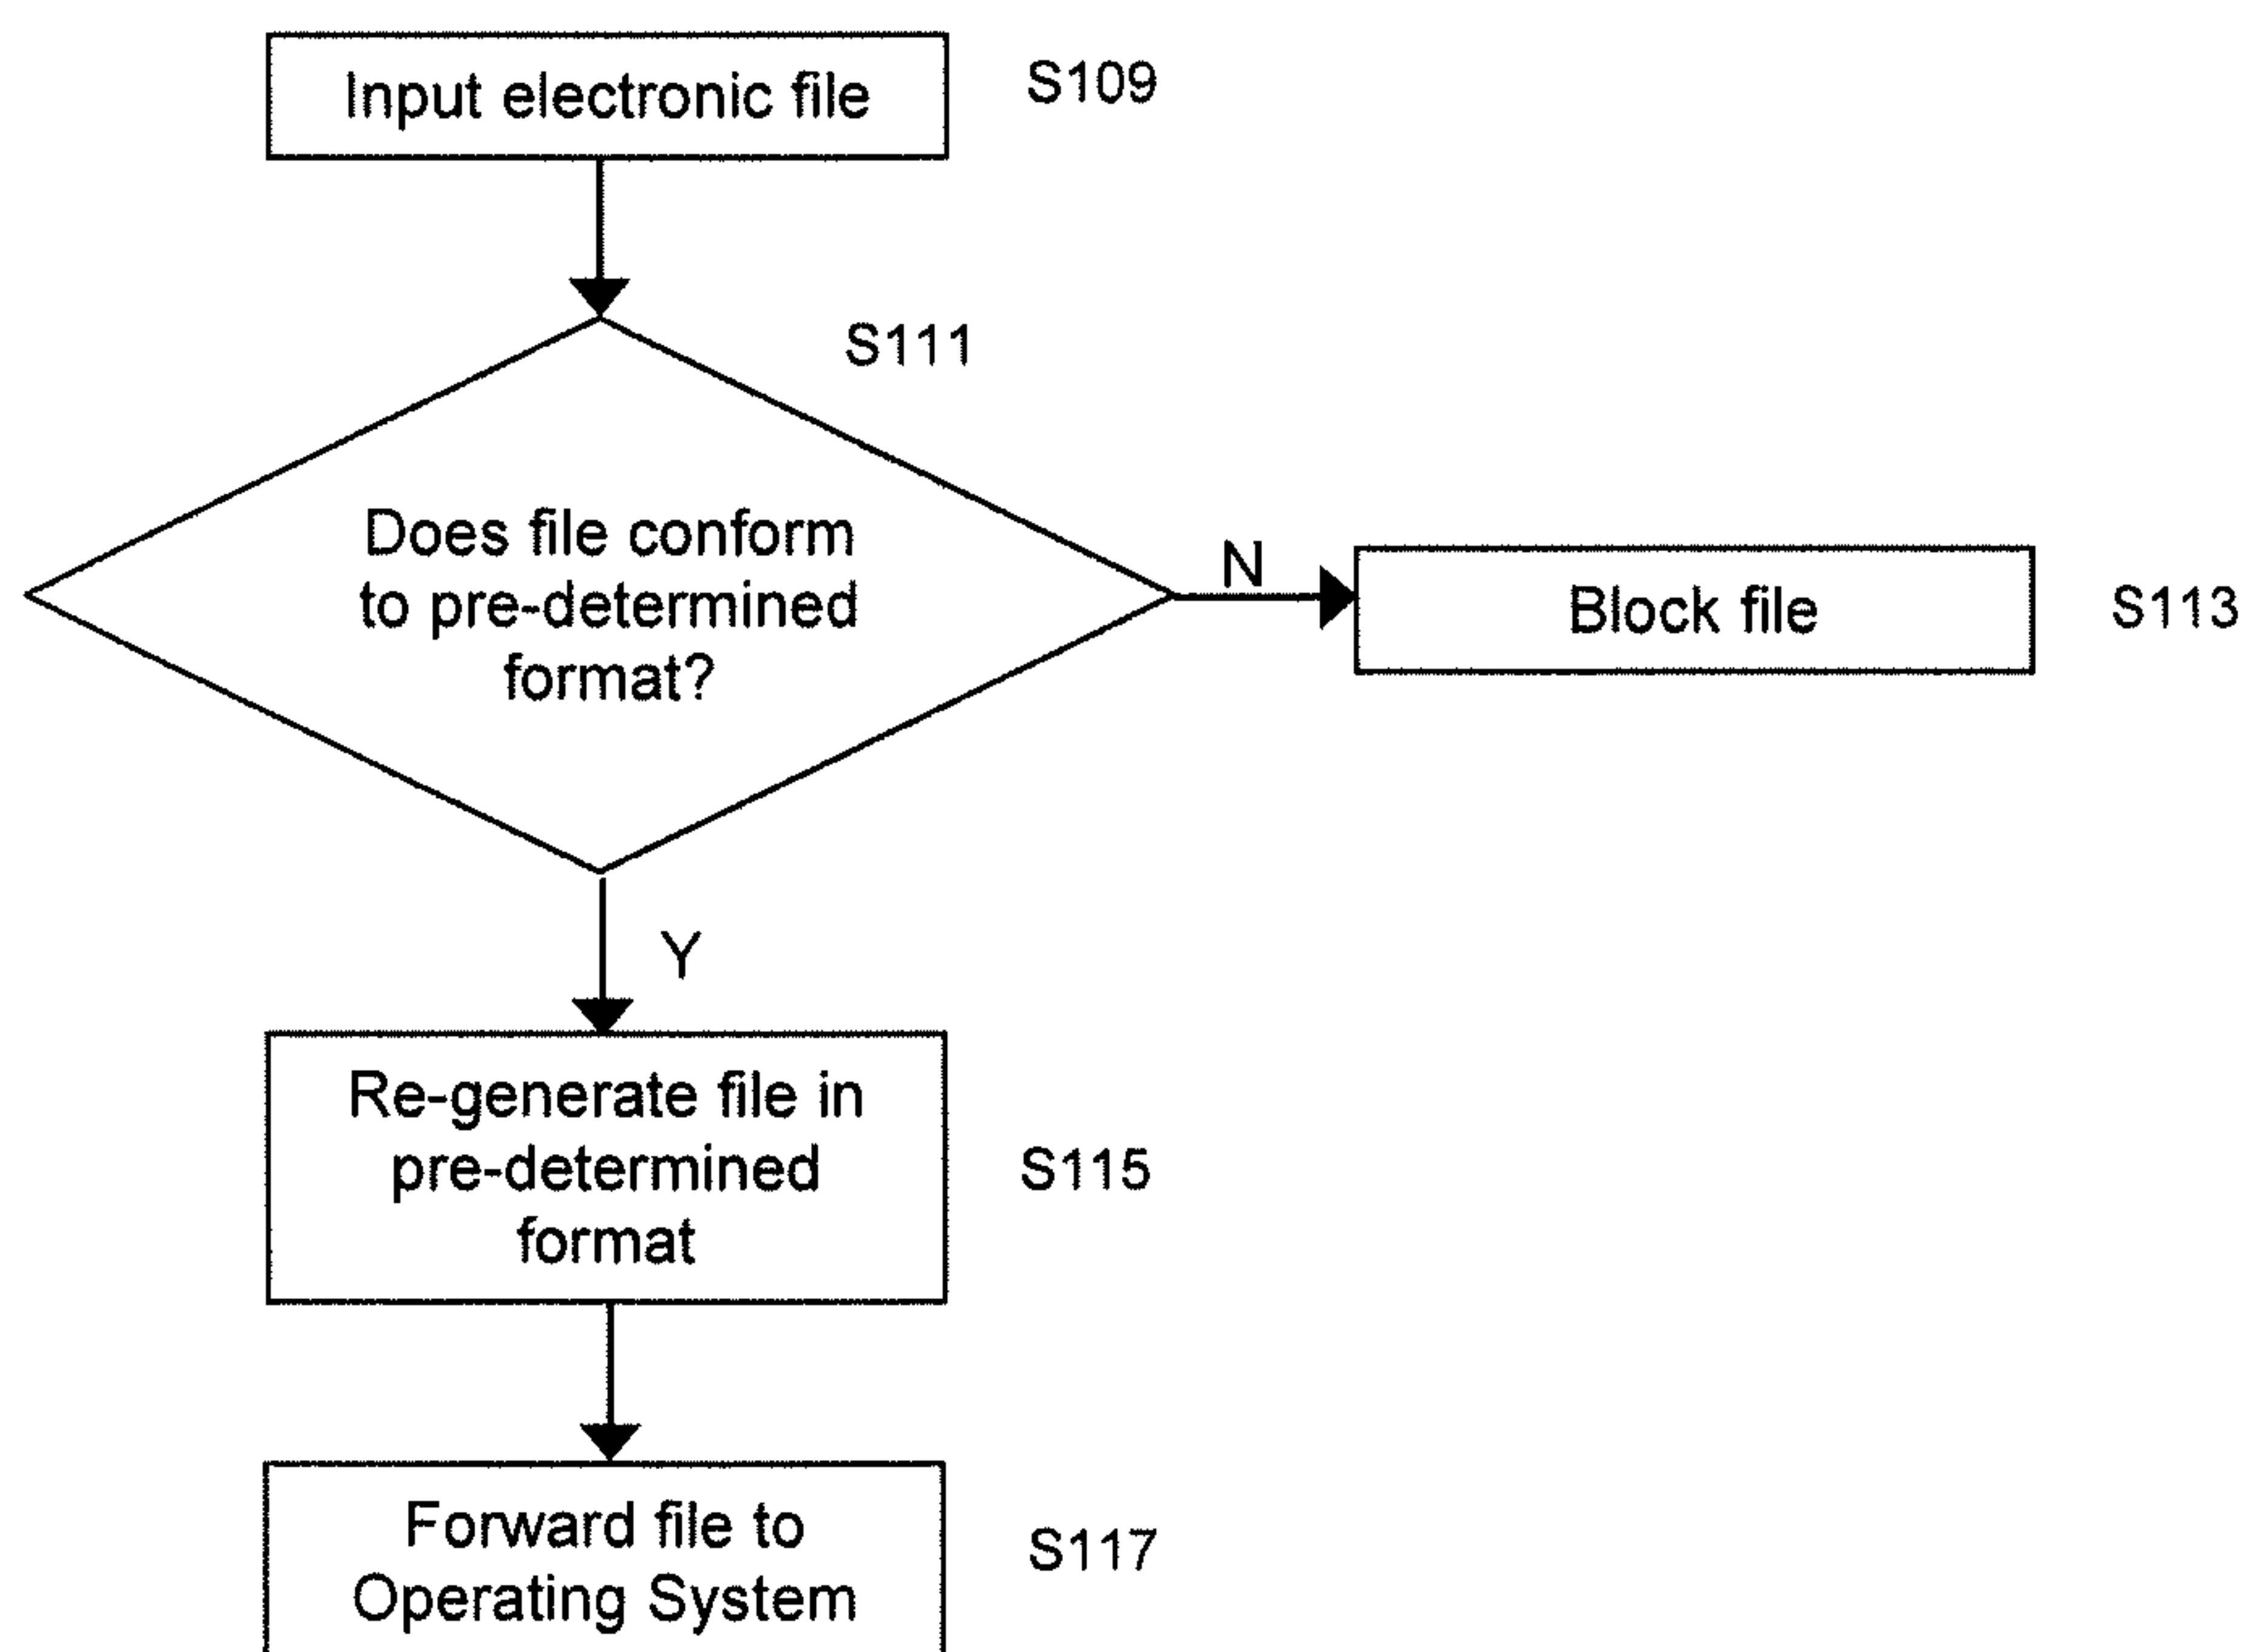 Input electronic file
S109
S111
Does file conform
to pre-determined
format?
N
Block file
S113
Y
Re-generate file in
pre-determined
format
S115
Forward file to
Operating System
S117